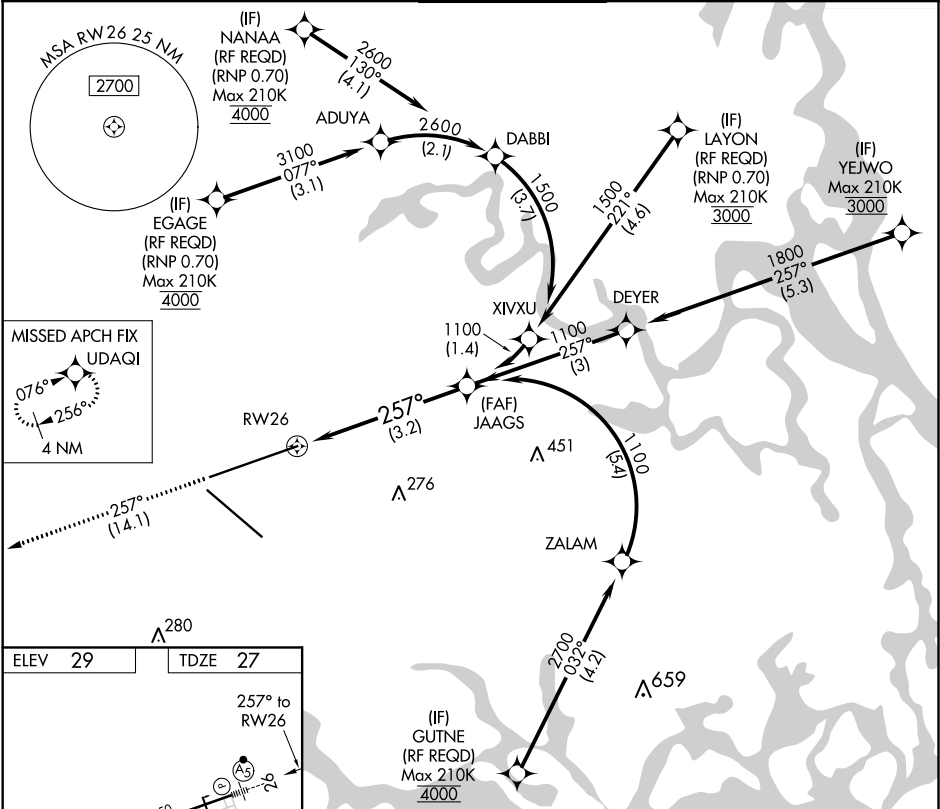 MSA RW26 25 NM
2700
(IF)
NANAA
(RF REQD)
(RNP 0.70)
Max 210K
4000
2600
130°
(4.1)
ADUYA
2600
(2.1)
DABBI
3100
077°
(3.1)
(IF)
EGAGE
(RF REQD)
(RNP 0.70)
Max 210K
4000
1500
(3.7)
(IF)
LAYON
(RF REQD)
(RNP 0.70)
Max 210K
3000
1500
221°
(4.6)
(IF)
YEJWO
Max 210K
3000
1800
257°
(5.3)
XIVXU
DEYER
1100
(1.4)
1100
257°
(3)
MISSED APCH FIX
UDAQI
076°
256°
4 NM
RW26
257°
(3.2)
(FAF)
JAAGS
451
276
1100
(5.4)
257°
(14.1)
ZALAM
280
2700
032°
(4.2)
659
ELEV 29
TDZE 27
257° to
RW26
(IF)
GUTNE
(RF REQD)
Max 210K
4000
P
A5
26